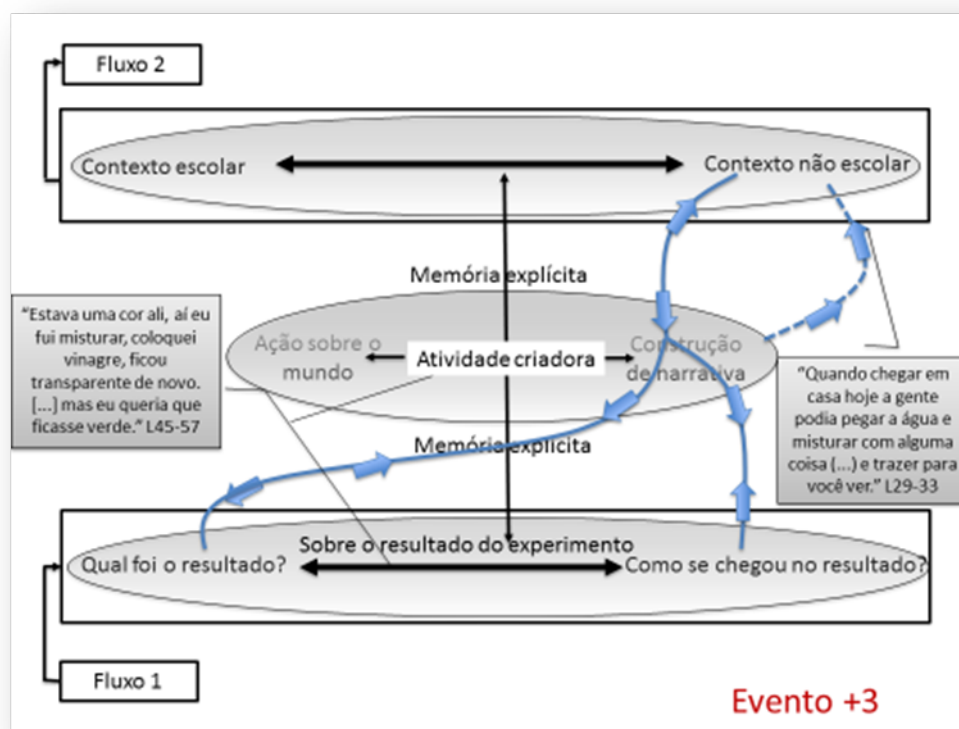 Fluxo 2
Contexto escolar
Contexto não escolar
Memória explícita
"Estava uma cor ali, aí eu
fui misturar, coloquei
vinagre, ficou
transparente de novo.
[...] mas eu queria que
ficasse verde." L45-57
Ação sobre o
mundo
Atividade criadora
Construção
de narrativa
"Quando chegar em
casa hoje a gente
podia pegar a água e
misturar com alguma
coisa (...) e trazer para
você ver." L29-33
Memória explícita
Sobre o resultado do experimento
Qual foi o resultado?
Como se chegou no resultado?
Fluxo 1
Evento +3